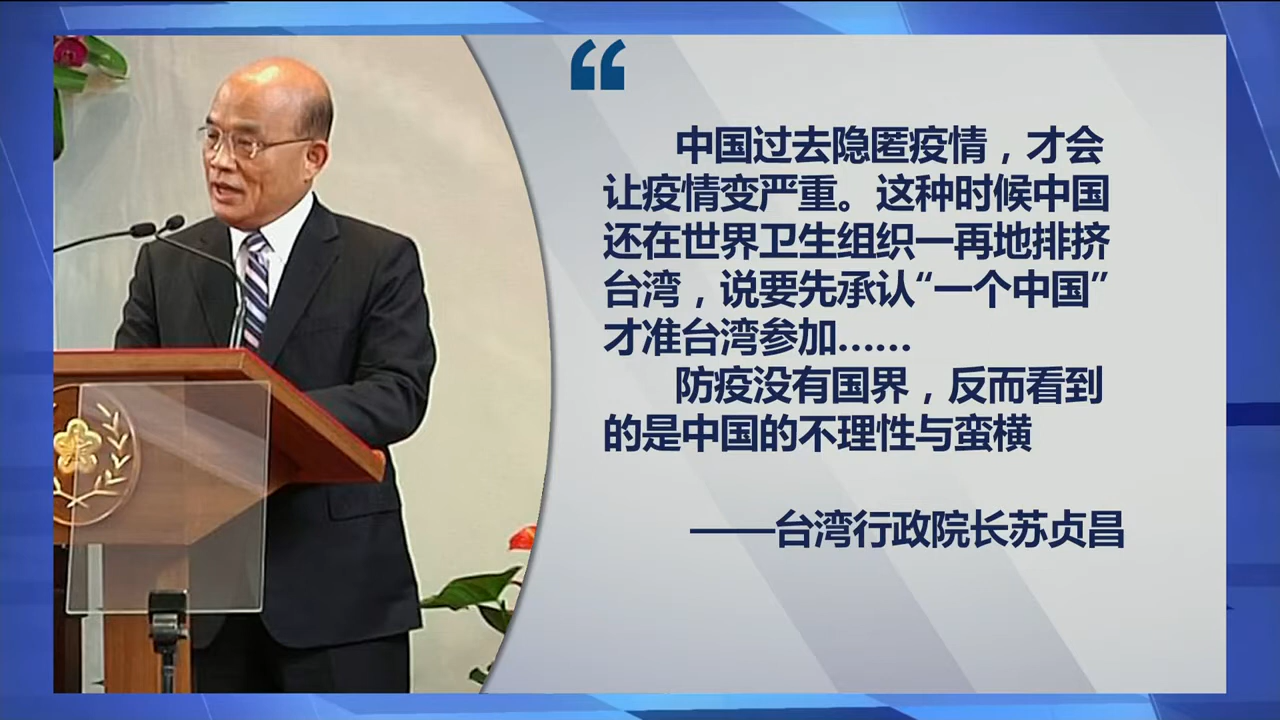 “
中国过去隐匿疫情，才会
让疫情变严重。这种时候中国
还在世界卫生组织一再地排挤
台湾，说要先承认“一个中国”
才准台湾参加……
防疫没有国界，反而看到
的是中国的不理性与蛮横
——台湾行政院长苏贞昌